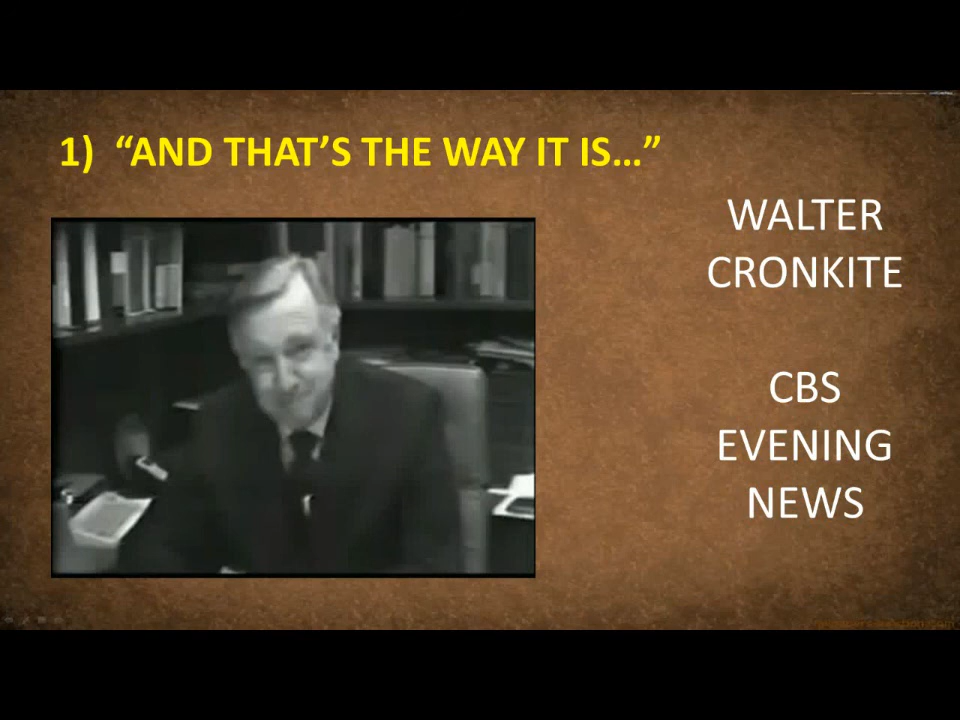 1) “AND THAT’S THE WAY IT IS…”
WALTER
CRONKITE
CBS
EVENING
NEWS